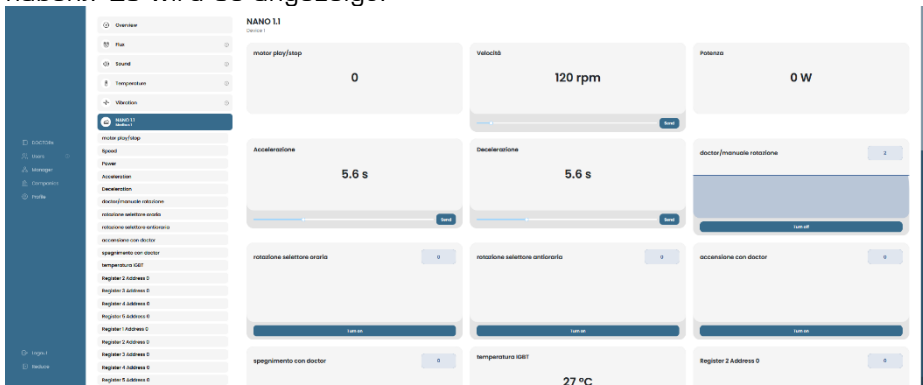 Overview
Flux
Sound
Temperature
Vibration
NANO 1.1
motor play/stop
Speed
Power
Acceleration
Deceleration
doctor/manuale rotazione
rotazione selettore oraria
rotazione selettore antioraria
accensione con doctor
spegnimento con doctor
temperatura IGBT
Register 2 Address 0
Register 3 Address 0
Register 4 Address 0
Register 5 Address 0
Register 1 Address 0
Register 2 Address 0
Register 3 Address 0
Register 4 Address 0
Register 5 Address 0
Users
Manager
Profile
Logout
Reduce
NANO 1.1
Device 1
motor play/stop
0
Velocità
120 rpm
Send
Potenza
0 W
Accelerazione
5.6 s
Send
Decelerazione
5.6 s
Send
doctor/manuale rotazione
2
Turn off
rotazione selettore oraria
0
Turn on
rotazione selettore antioraria
0
Turn on
accensione con doctor
0
Turn on
spegnimento con doctor
0
temperatura IGBT
27 °C
Register 2 Address 0
0